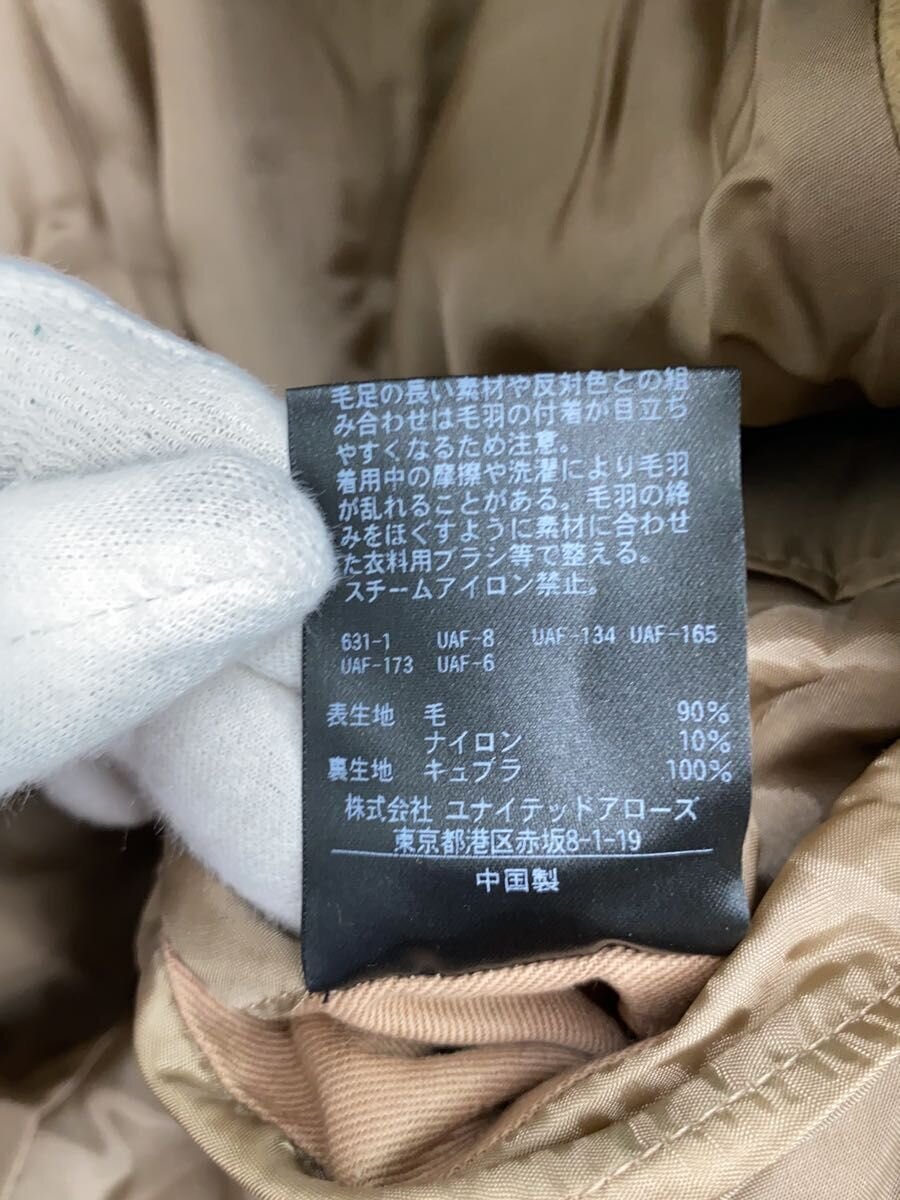 毛足の長い素材や反対色との組
み合わせは毛羽の付着が目立ち
やすくなるため注意。
着用中の摩擦や洗濯により毛羽
が乱れることがある。毛羽の絡
みをほぐすように素材に合わせ
た衣料用ブラシ等で整える。
スチームアイロン禁止。
631-1 UAF-8 UAF-134 UAF-165
UAF-173 UAF-6
表生地 毛 90%
ナイロン 10%
裏生地 キュプラ 100%
株式会社 ユナイテッドアローズ
東京都港区赤坂8-1-19
中国製